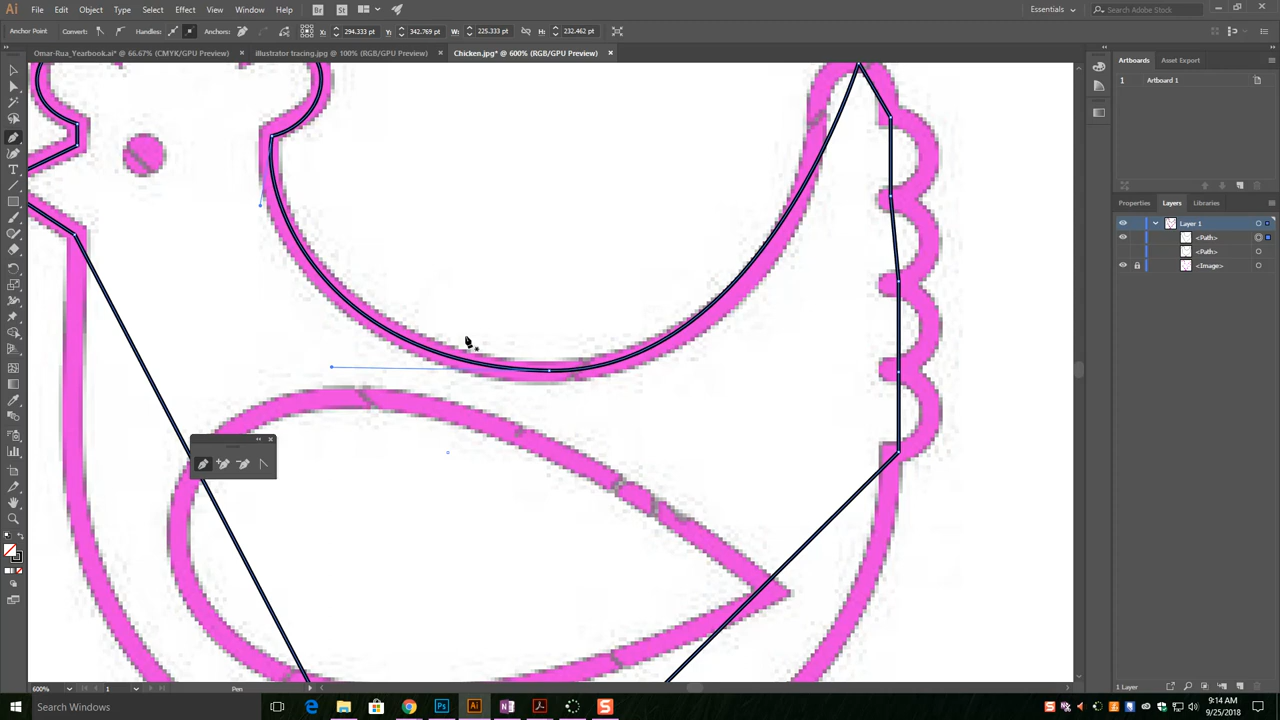 Ai File Edit Object Type Select Effect View Window Help Br St Essentials Search Adobe Stock
Anchor Point Convert: Handles: Anchors: X: 294.333 pt Y: 342.769 pt W: 225.333 pt H: 232.462 pt
Omar-Rua_Yearbook.ai* @ 66.67% (CMYK/GPU Preview) × illustrator tracing.jpg @ 100% (RGB/GPU Preview) × Chicken.jpg* @ 600% (RGB/GPU Preview) ×
Artboards Asset Export
1 Artboard 1
Properties Layers Libraries
Layer 1
<Path>
<Path>
<Image>
600% 1 Pen 1 Layer
Search Windows Ps Ai N S S 9:14 AM
9/25/2018